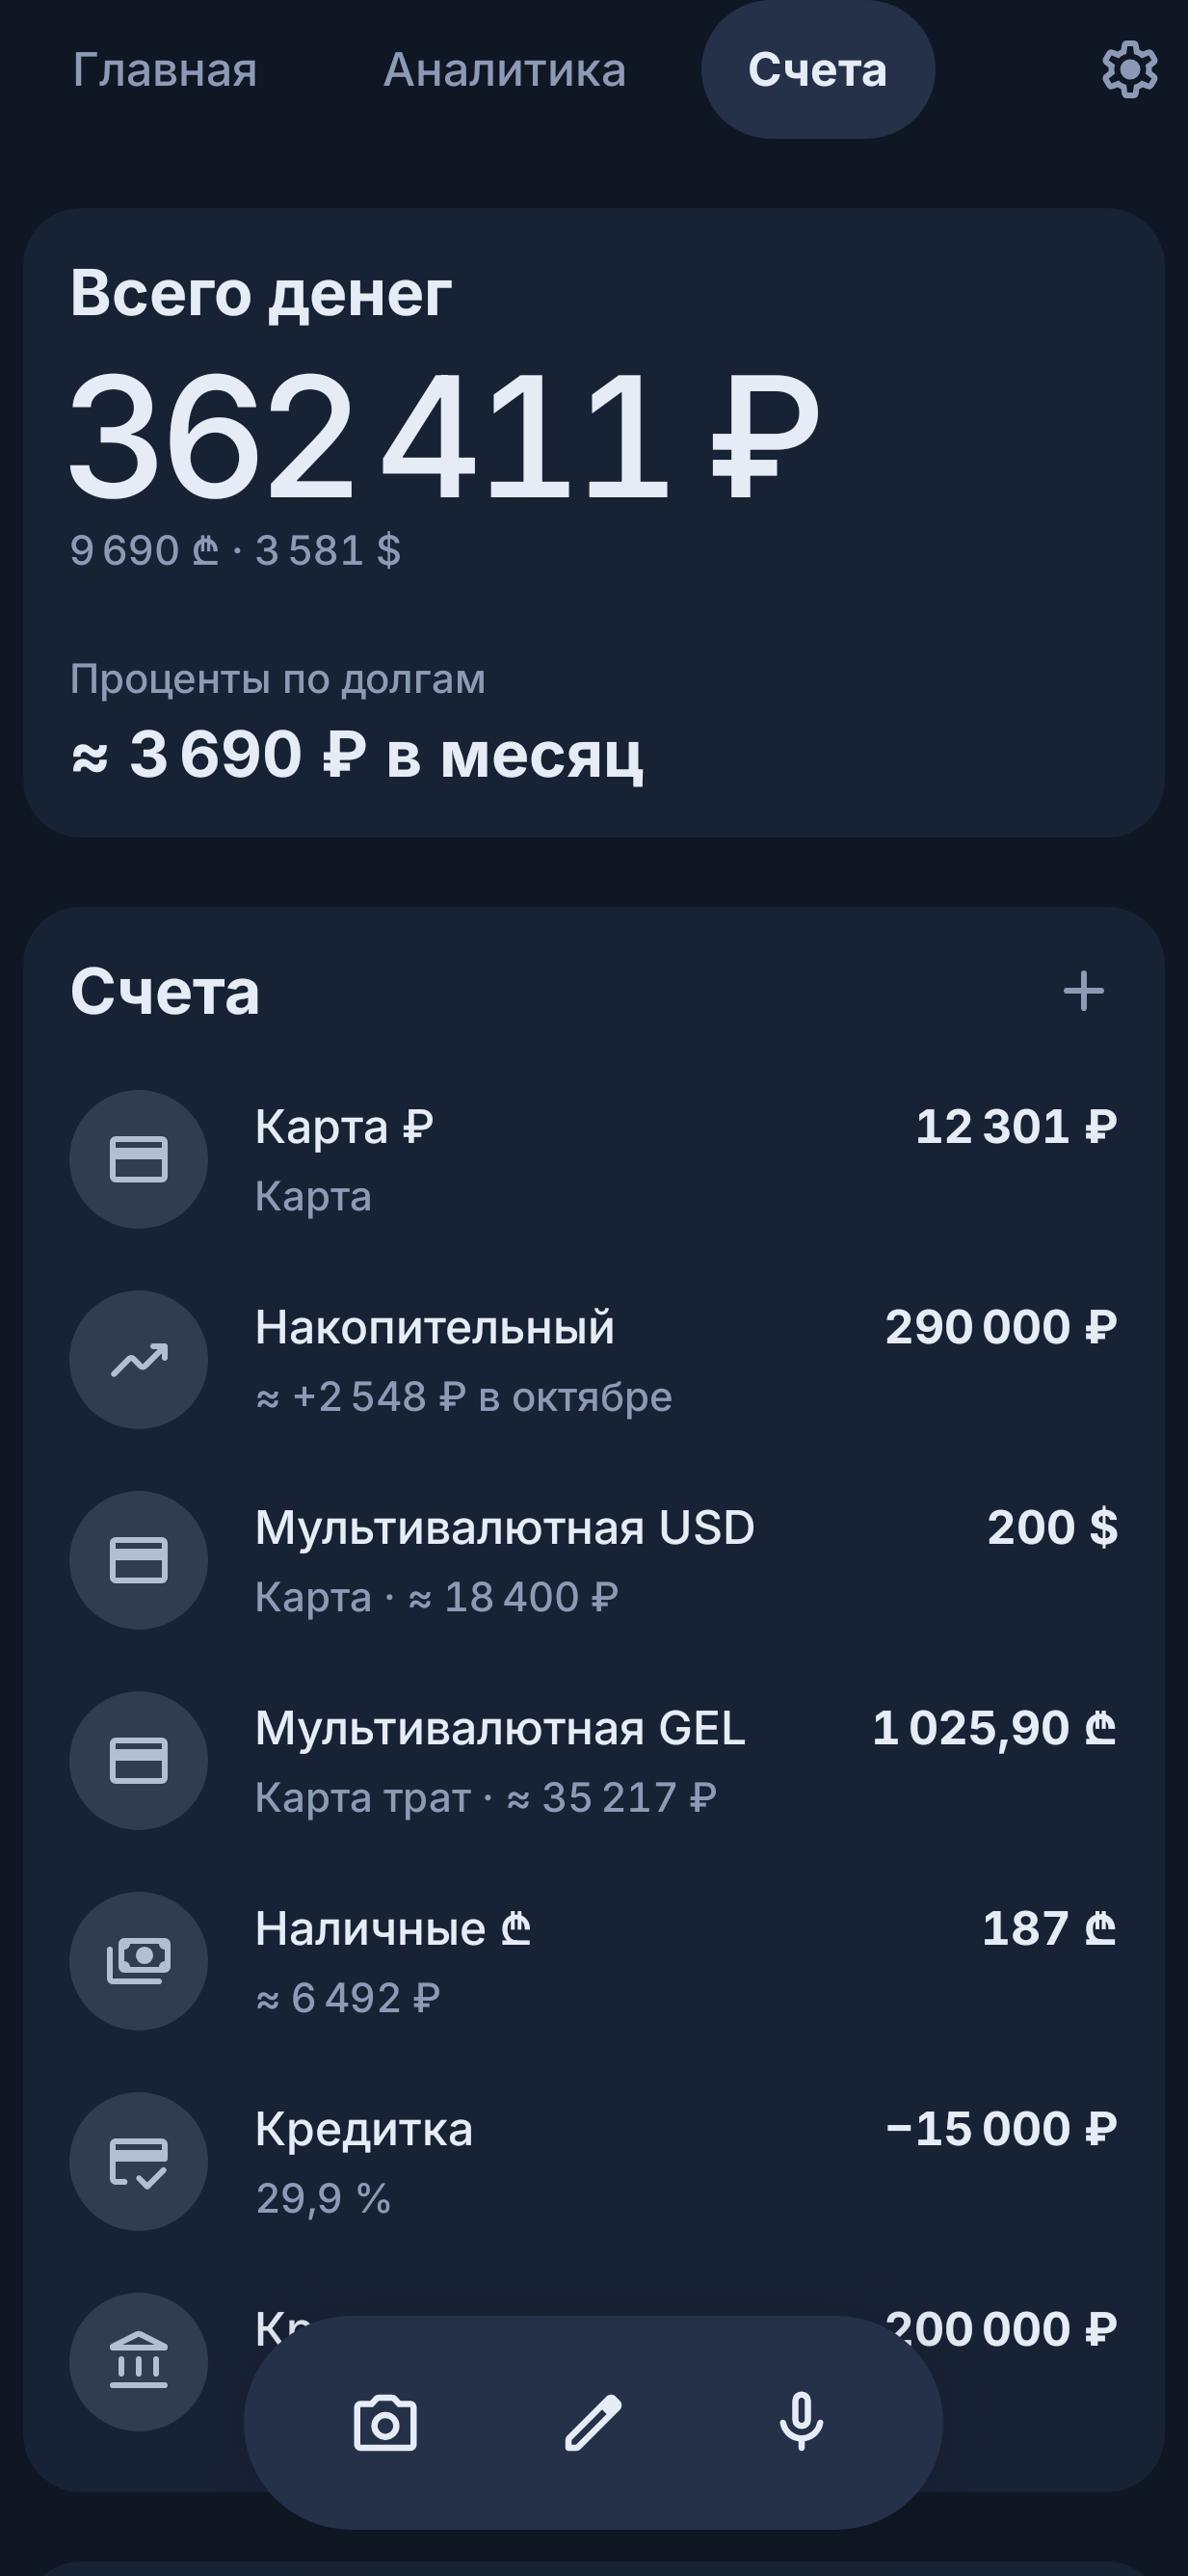 Главная Аналитика Счета
Всего денег
362 411 ₽
9 690 ₾ · 3 581 $
Проценты по долгам
≈ 3 690 ₽ в месяц
Счета
Карта ₽ 12 301 ₽
Карта
Накопительный 290 000 ₽
≈ +2 548 ₽ в октябре
Мультивалютная USD 200 $
Карта · ≈ 18 400 ₽
Мультивалютная GEL 1 025,90 ₾
Карта трат · ≈ 35 217 ₽
Наличные ₾ 187 ₾
≈ 6 492 ₽
Кредитка −15 000 ₽
29,9 %
200 000 ₽